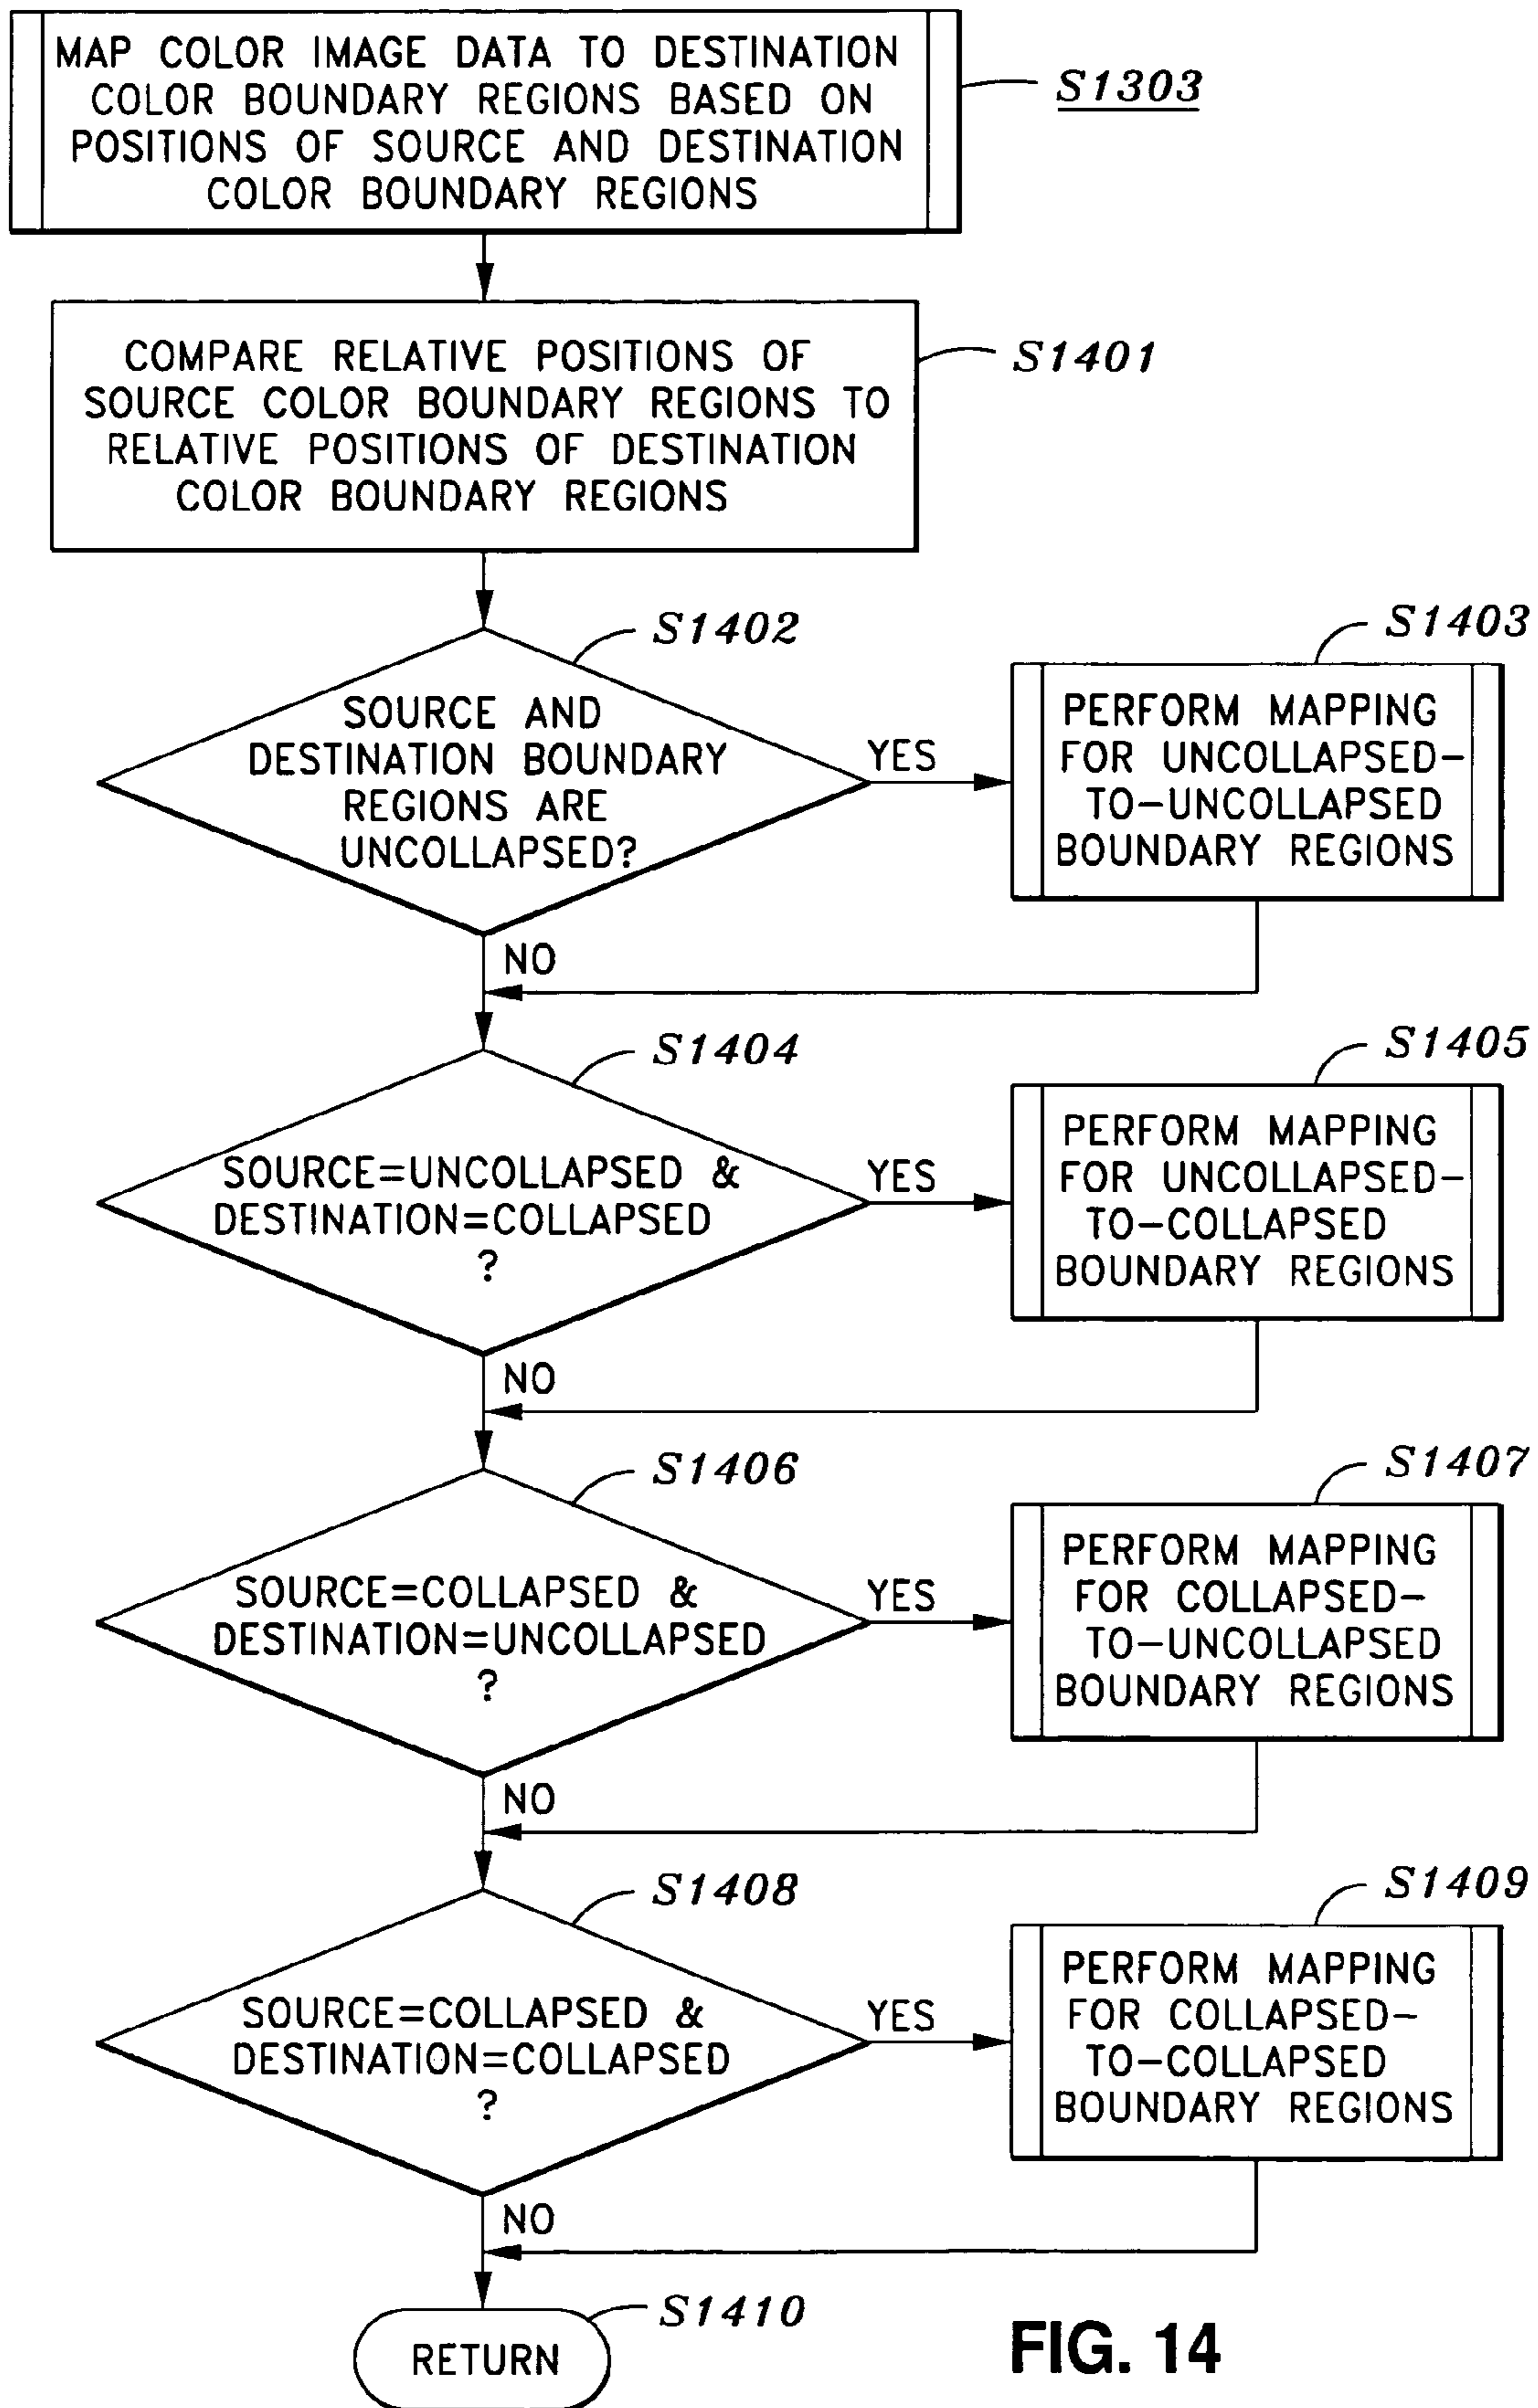 MAP COLOR IMAGE DATA TO DESTINATION
COLOR BOUNDARY REGIONS BASED ON
POSITIONS OF SOURCE AND DESTINATION
COLOR BOUNDARY REGIONS
S1303
COMPARE RELATIVE POSITIONS OF
SOURCE COLOR BOUNDARY REGIONS TO
RELATIVE POSITIONS OF DESTINATION
COLOR BOUNDARY REGIONS
S1401
S1402
SOURCE AND
DESTINATION BOUNDARY
REGIONS ARE
UNCOLLAPSED?
YES
NO
S1403
PERFORM MAPPING
FOR UNCOLLAPSED-
TO-UNCOLLAPSED
BOUNDARY REGIONS
S1404
SOURCE=UNCOLLAPSED &
DESTINATION=COLLAPSED
?
YES
NO
S1405
PERFORM MAPPING
FOR UNCOLLAPSED-
TO-COLLAPSED
BOUNDARY REGIONS
S1406
SOURCE=COLLAPSED &
DESTINATION=UNCOLLAPSED
?
YES
NO
S1407
PERFORM MAPPING
FOR COLLAPSED-
TO-UNCOLLAPSED
BOUNDARY REGIONS
S1408
SOURCE=COLLAPSED &
DESTINATION=COLLAPSED
?
YES
NO
S1409
PERFORM MAPPING
FOR COLLAPSED-
TO-COLLAPSED
BOUNDARY REGIONS
S1410
RETURN
FIG. 14